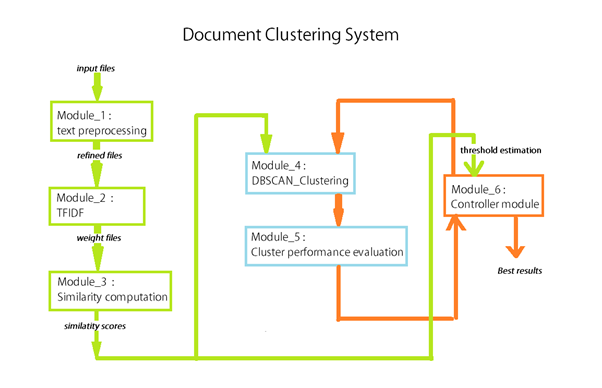 Document Clustering System
input files
Module_1 :
text preprocessing
refined files
Module_2 :
TFIDF
weight files
Module_3 :
Similarity computation
similatity scores
Module_4 :
DBSCAN_Clustering
Module_5 :
Cluster performance evaluation
threshold estimation
Module_6 :
Controller module
Best results